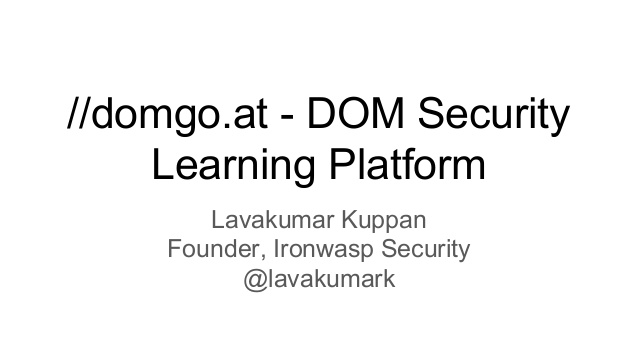 //domgo.at - DOM Security
Learning Platform
Lavakumar Kuppan
Founder, Ironwasp Security
@lavakumark